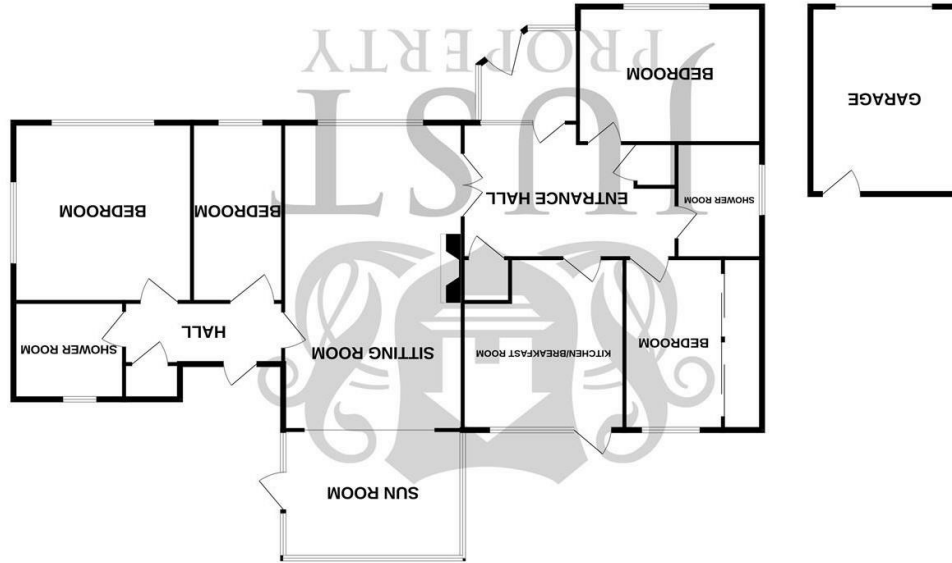 SUN ROOM
BEDROOM
KITCHEN/BREAKFAST ROOM
SITTING ROOM
HALL
SHOWER ROOM
SHOWER ROOM
ENTRANCE HALL
BEDROOM
BEDROOM
GARAGE
BEDROOM
JUST
PROPERTY